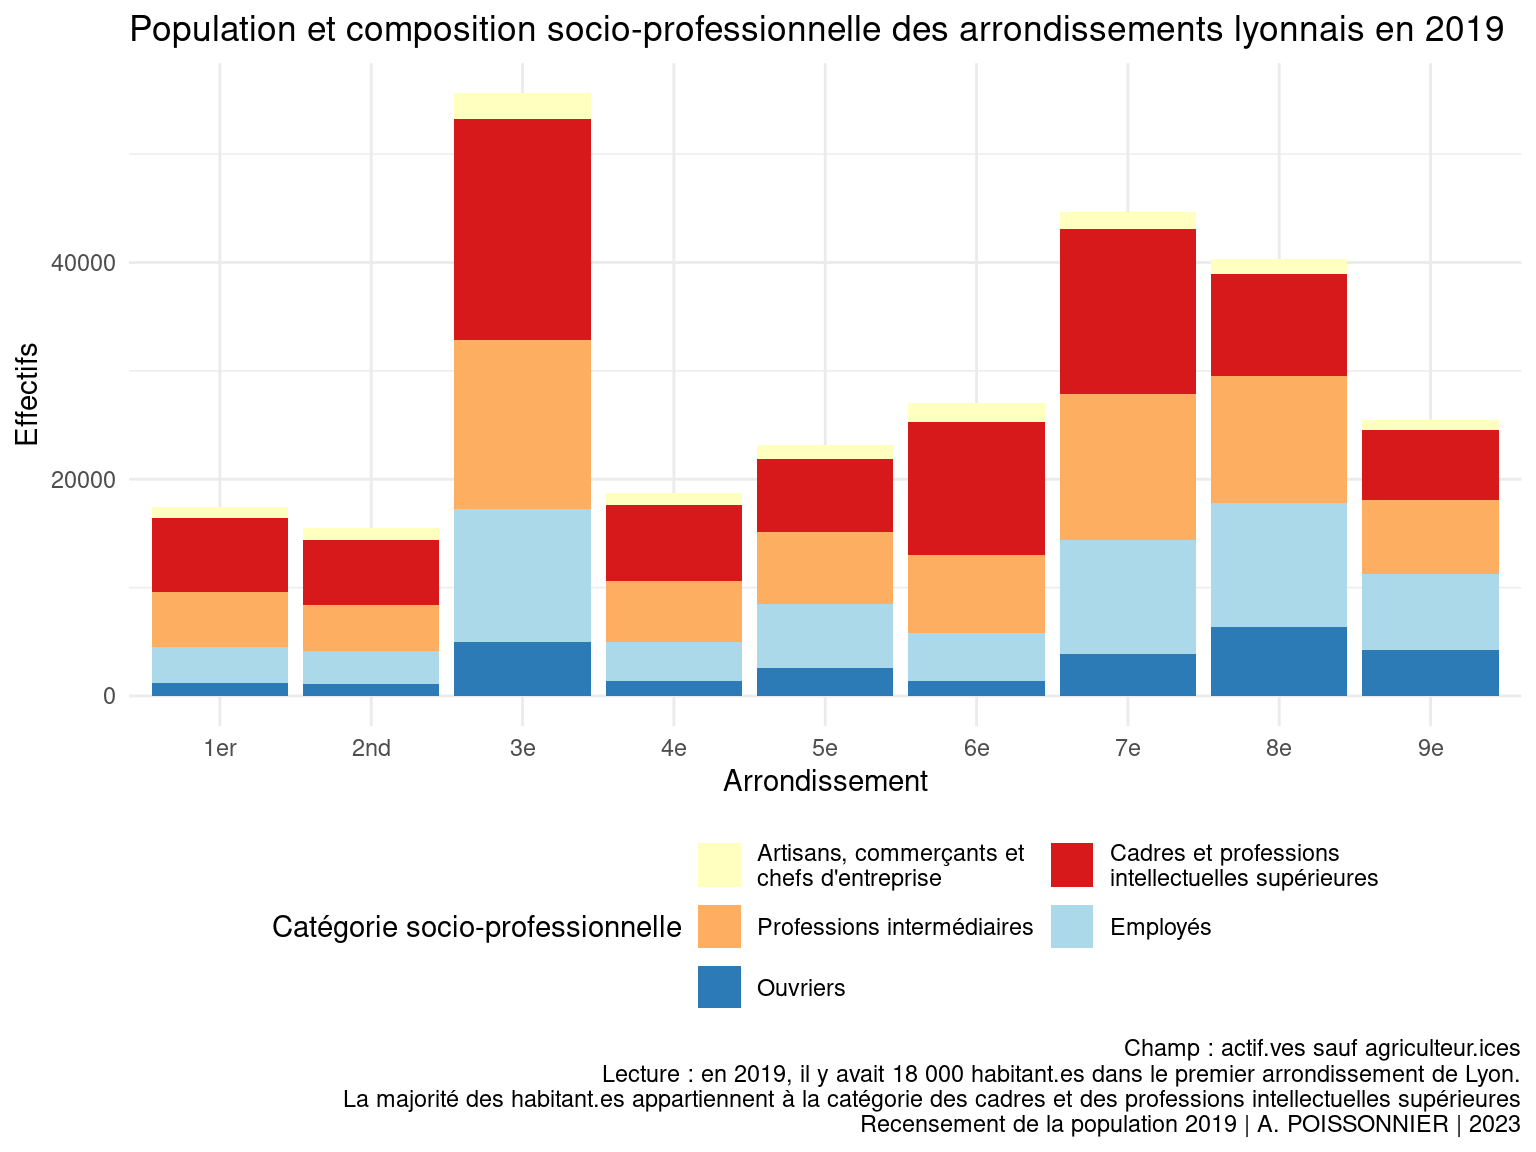 Population et composition socio-professionnelle des arrondissements lyonnais en 2019
Effectifs
40000
20000
0
1er 2nd 3e 4e 5e 6e 7e 8e 9e
Arrondissement
Catégorie socio-professionnelle
Artisans, commerçants et
chefs d'entreprise
Cadres et professions
intellectuelles supérieures
Professions intermédiaires
Employés
Ouvriers
Champ : actif.ves sauf agriculteur.ices
Lecture : en 2019, il y avait 18 000 habitant.es dans le premier arrondissement de Lyon.
La majorité des habitant.es appartiennent à la catégorie des cadres et des professions intellectuelles supérieures
Recensement de la population 2019 | A. POISSONNIER | 2023